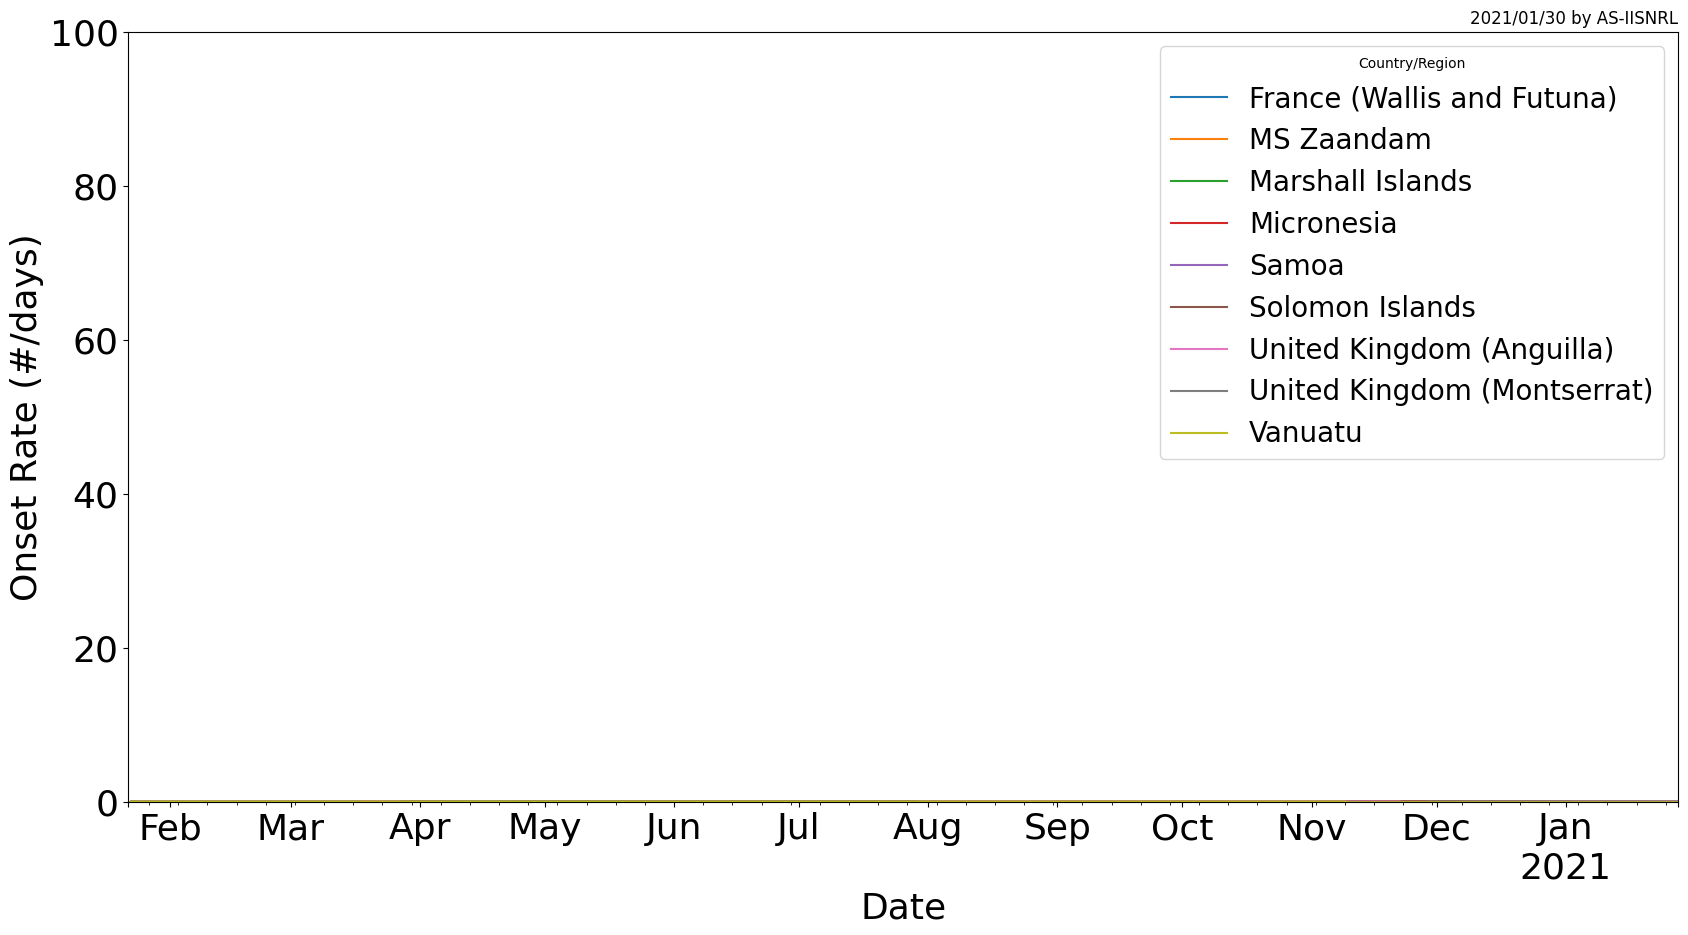 2021/01/30 by AS-IISNRL
Country/Region
France (Wallis and Futuna)
MS Zaandam
Marshall Islands
Micronesia
Samoa
Solomon Islands
United Kingdom (Anguilla)
United Kingdom (Montserrat)
Vanuatu
Onset Rate (#/days)
100
80
60
40
20
0
Feb Mar Apr May Jun Jul Aug Sep Oct Nov Dec Jan
2021
Date